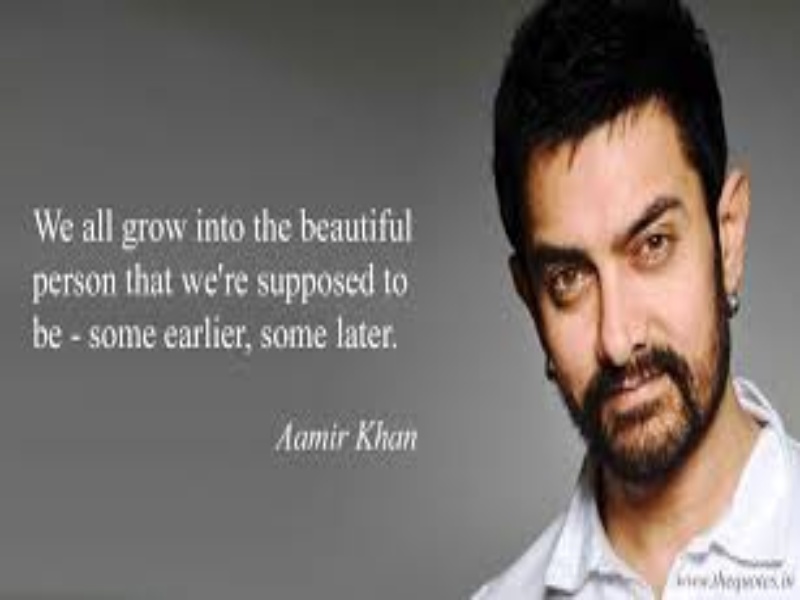 We all grow into the beautiful
person that we're supposed to
be - some earlier, some later.
Aamir Khan
www.thequotes.in